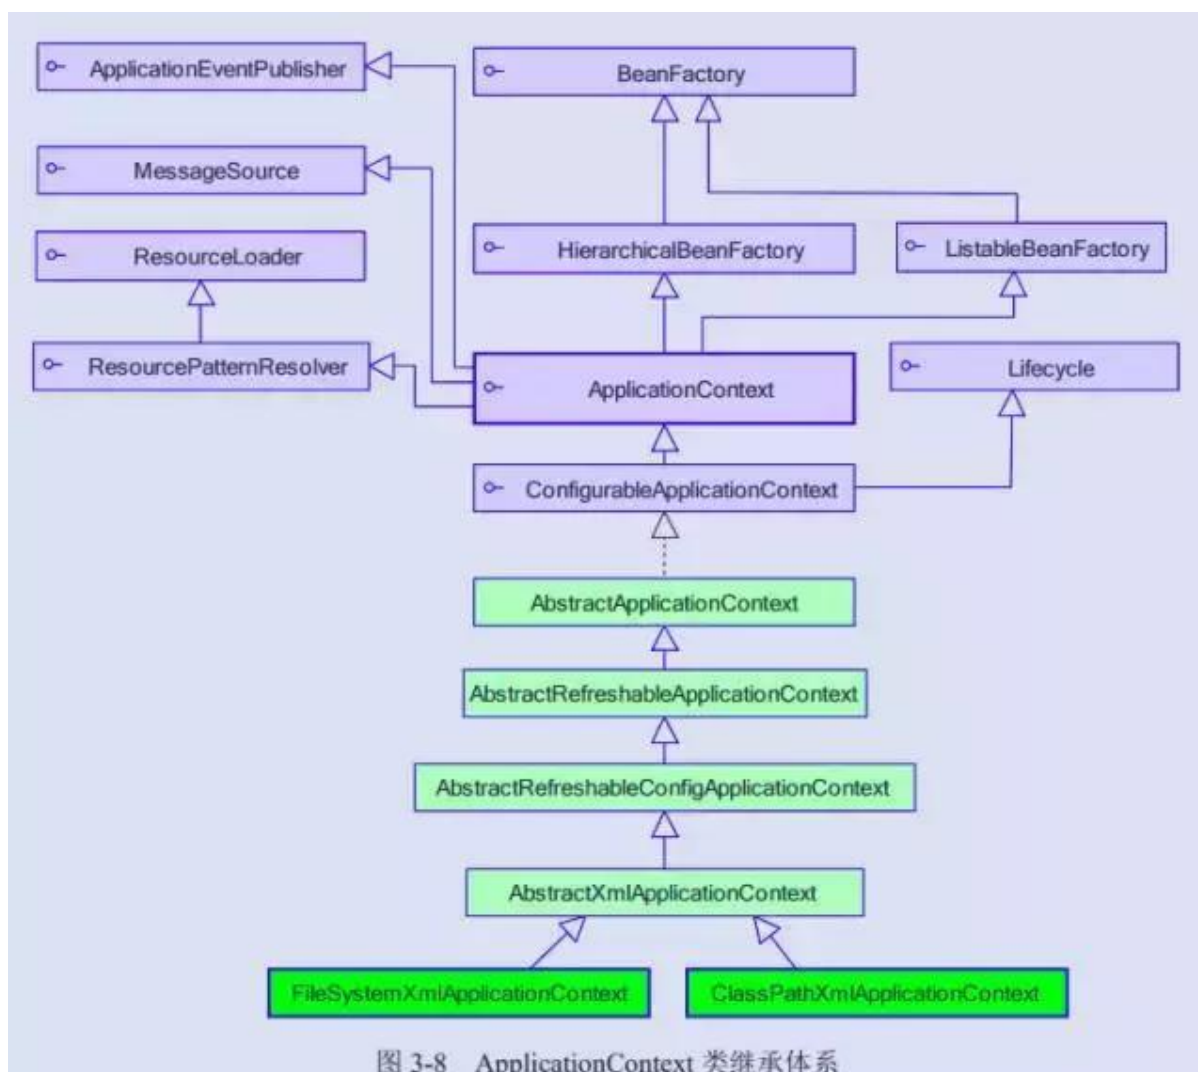 ApplicationEventPublisher
BeanFactory
MessageSource
ResourceLoader
HierarchicalBeanFactory
ListableBeanFactory
ResourcePatternResolver
ApplicationContext
Lifecycle
ConfigurableApplicationContext
AbstractApplicationContext
AbstractRefreshableApplicationContext
AbstractRefreshableConfigApplicationContext
AbstractXmlApplicationContext
FileSystemXmlApplicationContext
ClassPathXmlApplicationContext
图 3-8 ApplicationContext 类继承体系